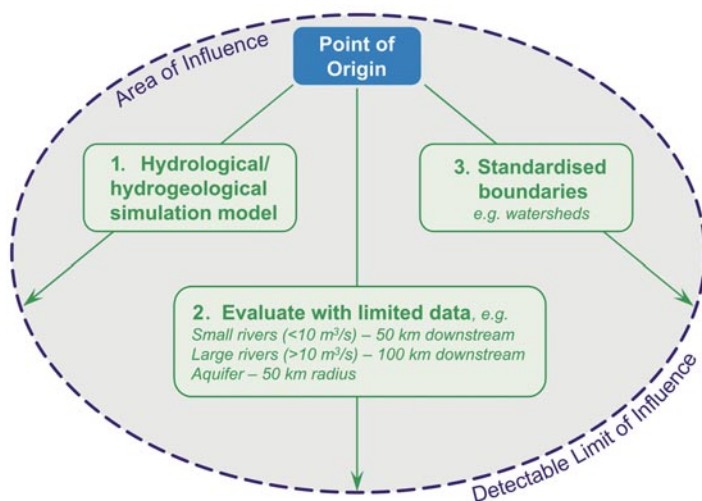 Area of Influence
Point of
Origin
1. Hydrological/
hydrogeological
simulation model
3. Standardised
boundaries
e.g. watersheds
2. Evaluate with limited data, e.g.
Small rivers (<10 m³/s) – 50 km downstream
Large rivers (>10 m³/s) – 100 km downstream
Aquifer – 50 km radius
Detectable Limit of Influence